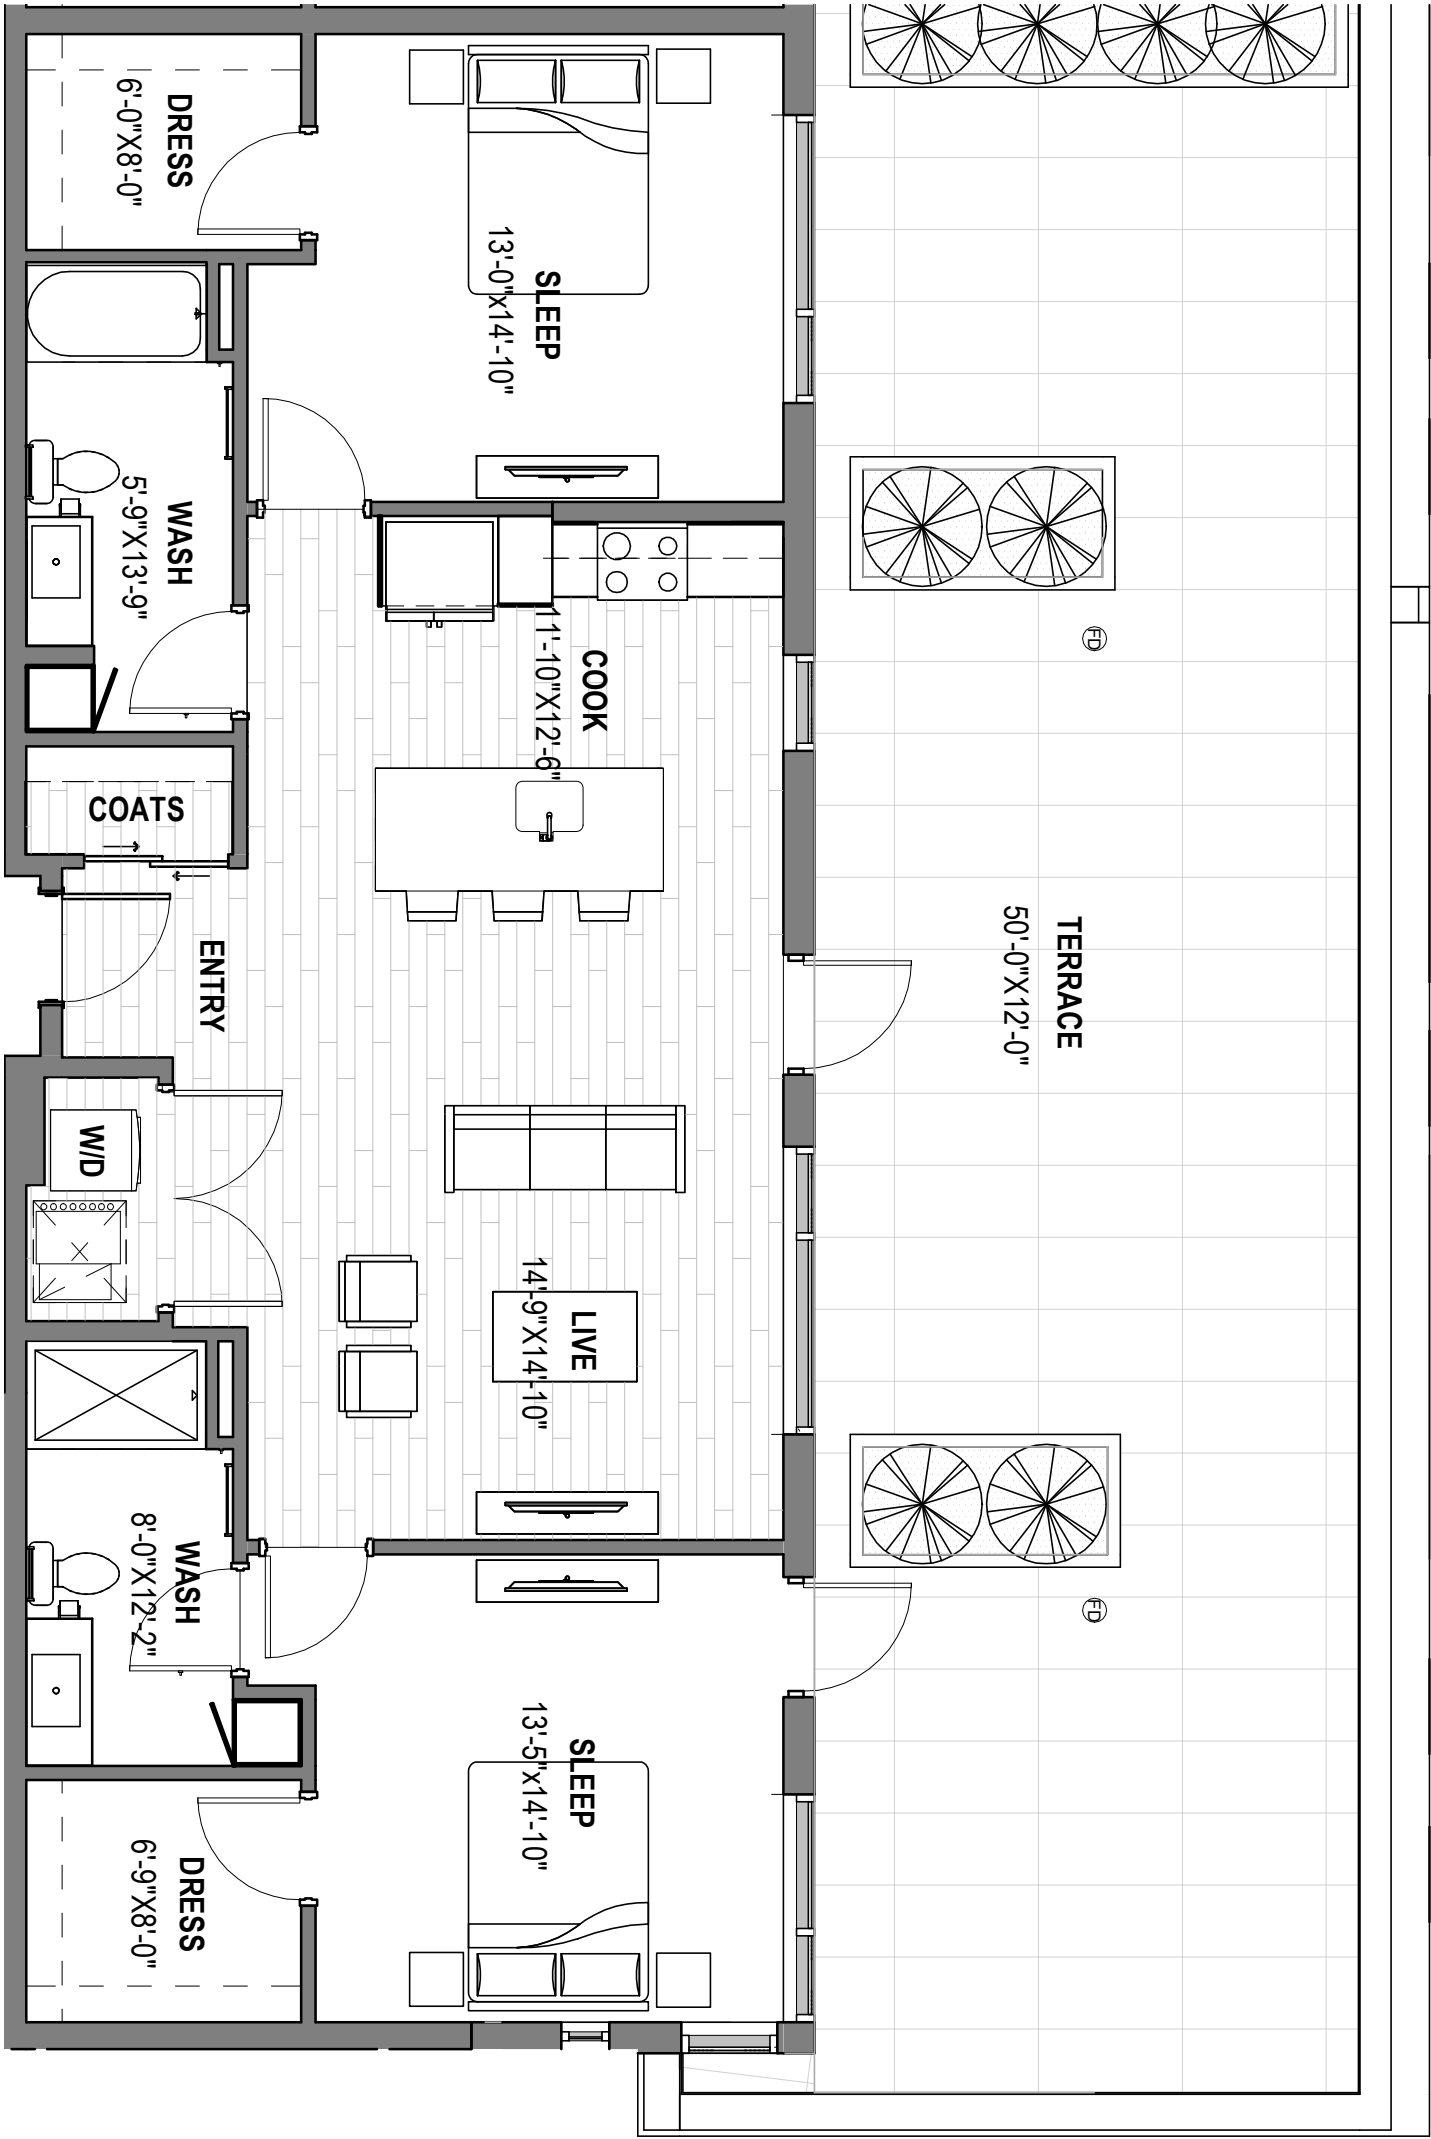 DRESS
6'-0"X8'-0"
SLEEP
13'-0"x14'-10"
WASH
5'-9"X13'-9"
COOK
11'-10"X12'-6"
FD
COATS
ENTRY
TERRACE
50'-0"X12'-0"
W/D
LIVE
14'-9"X14'-10"
WASH
8'-0"X12'-2"
FD
SLEEP
13'-5"x14'-10"
DRESS
6'-9"X8'-0"